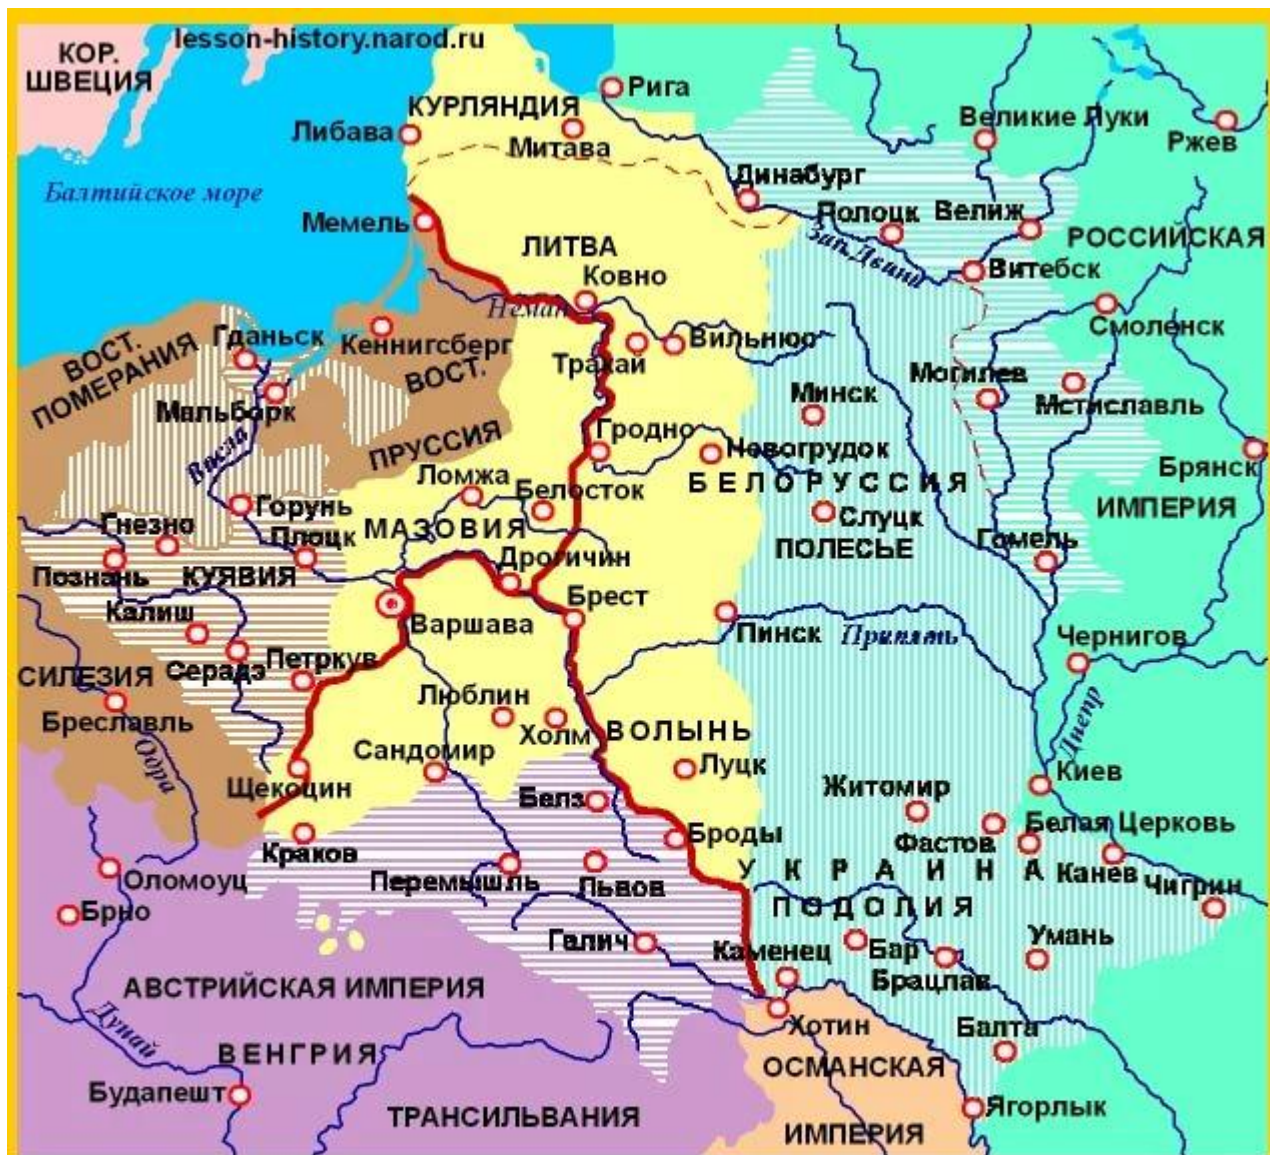 lesson-history.narod.ru
КОР.
ШВЕЦИЯ
Рига
КУРЛЯНДИЯ
Либава
Митава
Великие Луки
Ржев
Балтийское море
Динабург
Мемель
Полоцк
Велиж
РОССИЙСКАЯ
ЛИТВА
Зап.Двина
Витебск
Ковно
Неман
Смоленск
Гданьск
Кеннигсберг
Вильнюс
ВОСТ.
ПОМЕРАНИЯ
ВОСТ.
Тракай
Могилев
Минск
Мстиславль
Мальборк
Висла
ПРУССИЯ
Гродно
Новогрудок
Брянск
Ломжа
Белосток
БЕЛОРУССИЯ
ИМПЕРИЯ
Горунь
Слуцк
Гнезно
Плоцк
МАЗОВИЯ
ПОЛЕСЬЕ
Гомель
Познань
КУЯВИЯ
Дрогичин
Калиш
Варшава
Брест
Пинск
Припять
Чернигов
СИЛЕЗИЯ
Серадэ
Петркув
Бреславль
Люблин
Холм
ВОЛЫНЬ
Днепр
Одра
Сандомир
Луцк
Киев
Щекоцин
Белз
Житомир
Краков
Броды
Фастов
Белая Церковь
Оломоуц
Перемышль
Львов
УКРАИНА
Канев
Чигрин
Брно
ПОДОЛИЯ
Галич
Каменец
Бар
Умань
Брацлав
АВСТРИЙСКАЯ ИМПЕРИЯ
Дунай
Хотин
Балта
ВЕНГРИЯ
ОСМАНСКАЯ
Будапешт
ТРАНСИЛЬВАНИЯ
Ягорлык
ИМПЕРИЯ